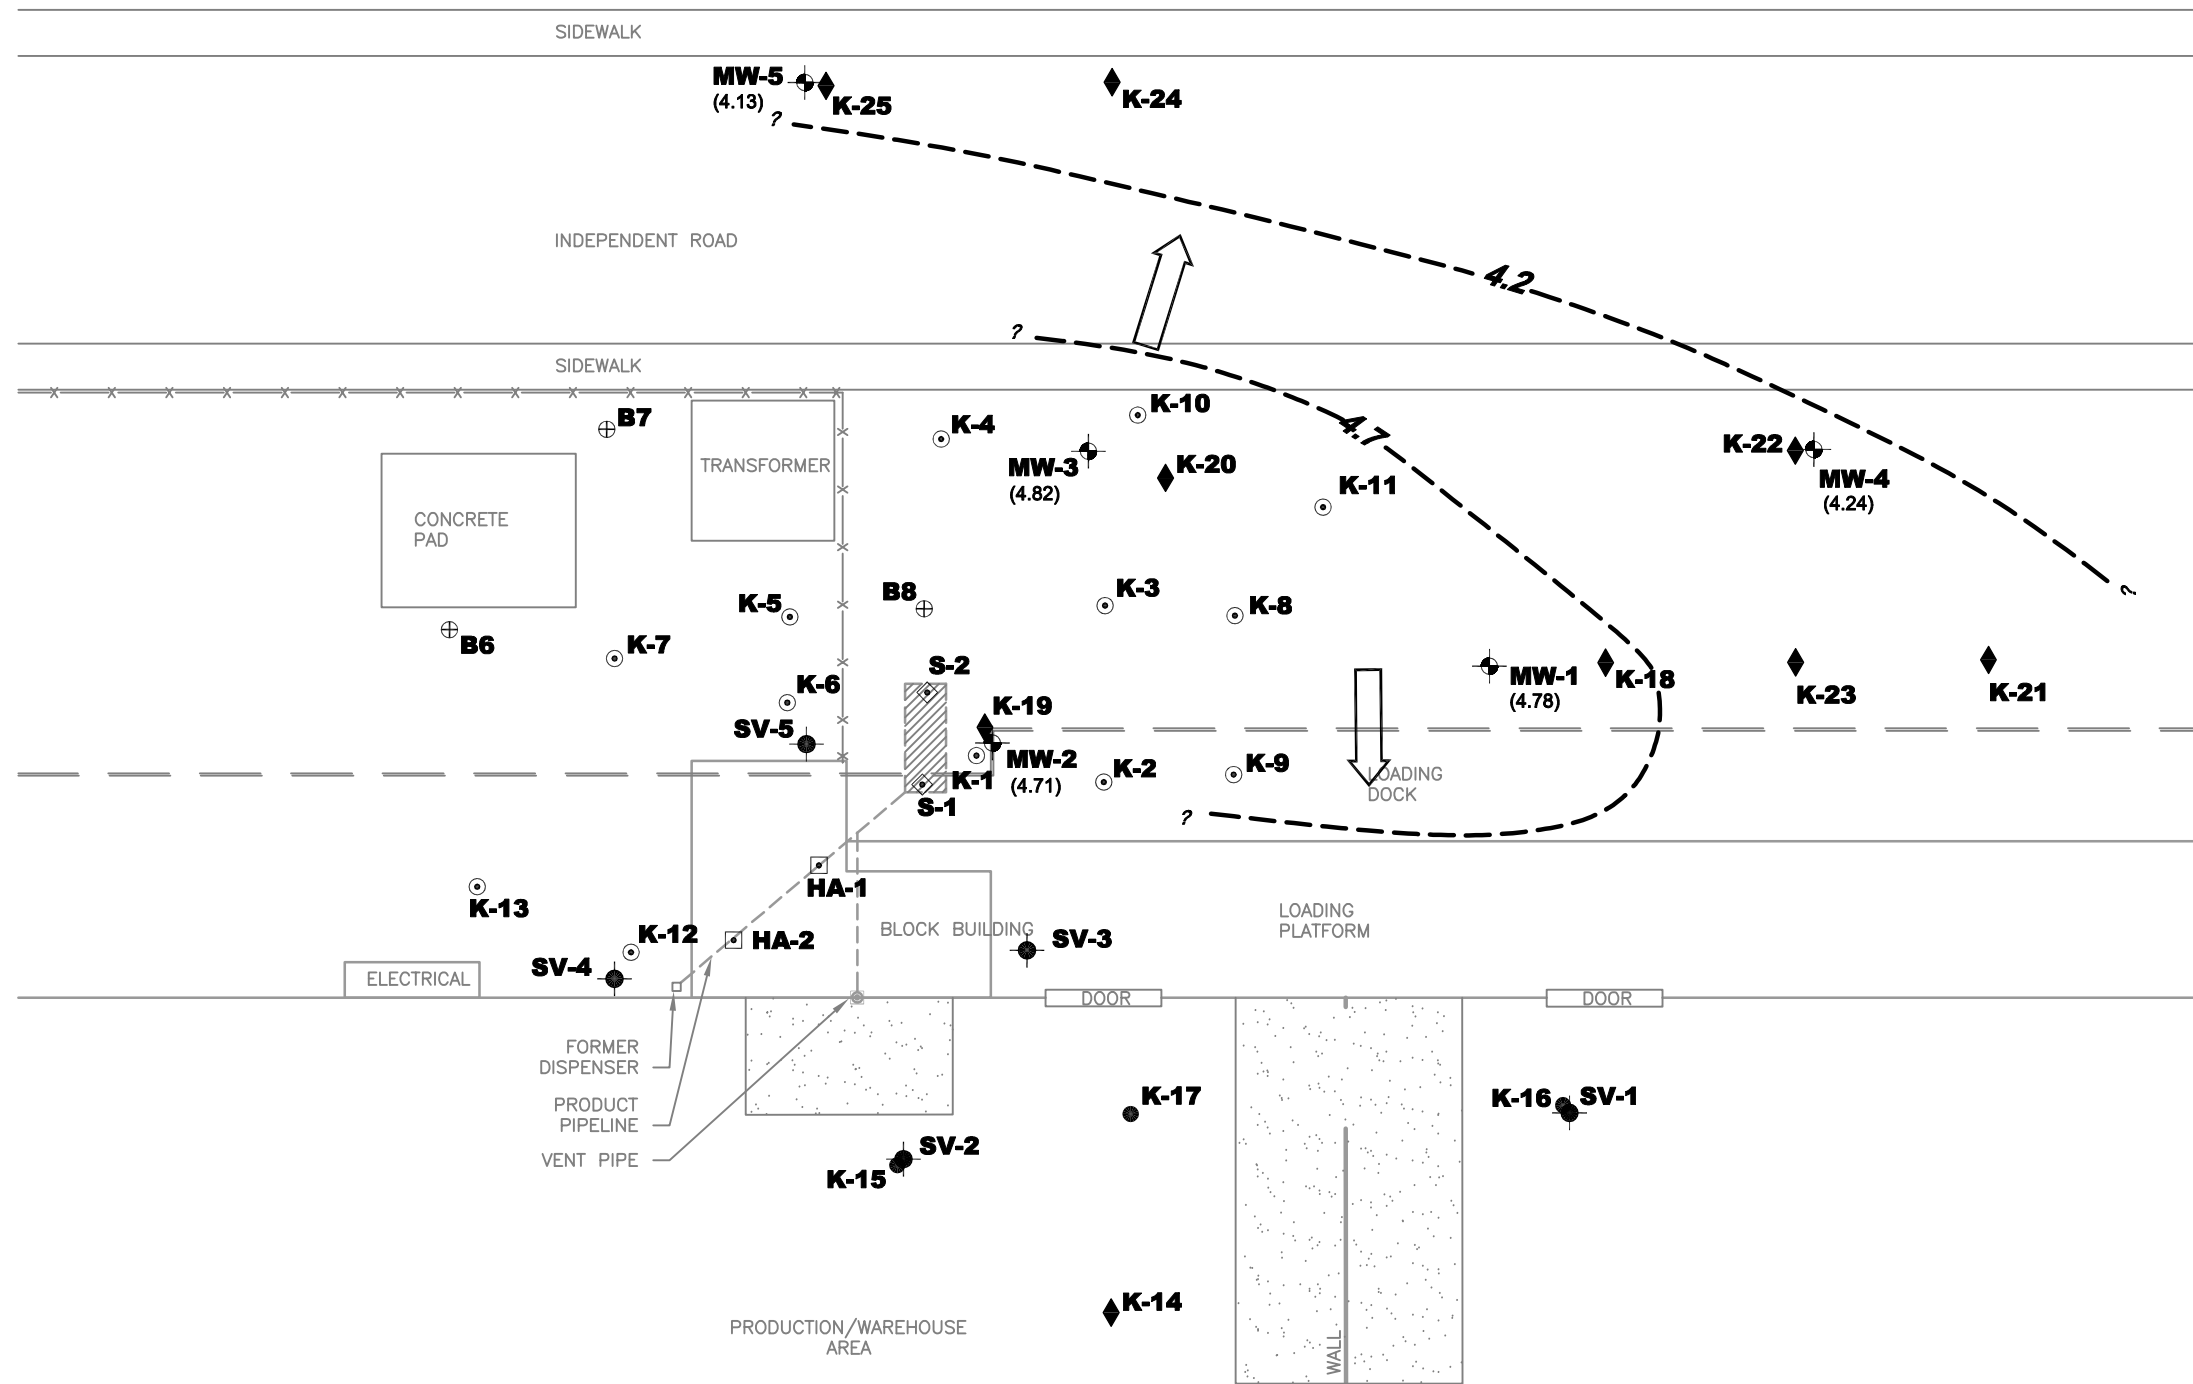 SIDEWALK
MW-5
(4.13)
K-25
K-24
?
INDEPENDENT ROAD
4.2
?
SIDEWALK
B7
K-4
K-10
4.7
TRANSFORMER
MW-3
(4.82)
K-20
K-11
K-22
MW-4
(4.24)
CONCRETE
PAD
B6
K-7
K-5
B8
K-3
K-8
?
K-6
SV-5
S-2
K-19
MW-1
(4.78)
K-18
K-23
K-21
MW-2
(4.71)
K-1
S-1
K-2
K-9
LOADING
DOCK
?
HA-1
K-13
K-12
HA-2
BLOCK BUILDING
SV-3
LOADING
PLATFORM
SV-4
ELECTRICAL
DOOR
DOOR
FORMER
DISPENSER
PRODUCT
PIPELINE
VENT PIPE
K-17
K-16
SV-1
SV-2
K-15
K-14
PRODUCTION/WAREHOUSE
AREA
WALL